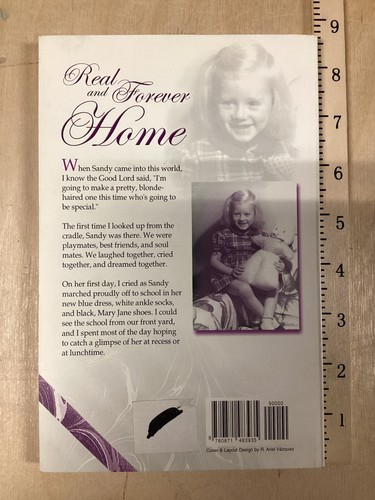 Real
and Forever
Home
When Sandy came into this world,
I know the Good Lord said, "I'm
going to make a pretty, blonde-
haired one this time who's going to
be special."
The first time I looked up from the
cradle, Sandy was there. We were
playmates, best friends, and soul
mates. We laughed together, cried
together, and dreamed together.
On her first day, I cried as Sandy
marched proudly off to school in her
new blue dress, white ankle socks,
and black, Mary Jane shoes. I could
see the school from our front yard,
and I spent most of the day hoping
to catch a glimpse of her at recess or
at lunchtime.
90000
9 780871 483935
Cover & Layout Design by R. Ariel Vázquez
9
8
7
6
5
4
3
2
1